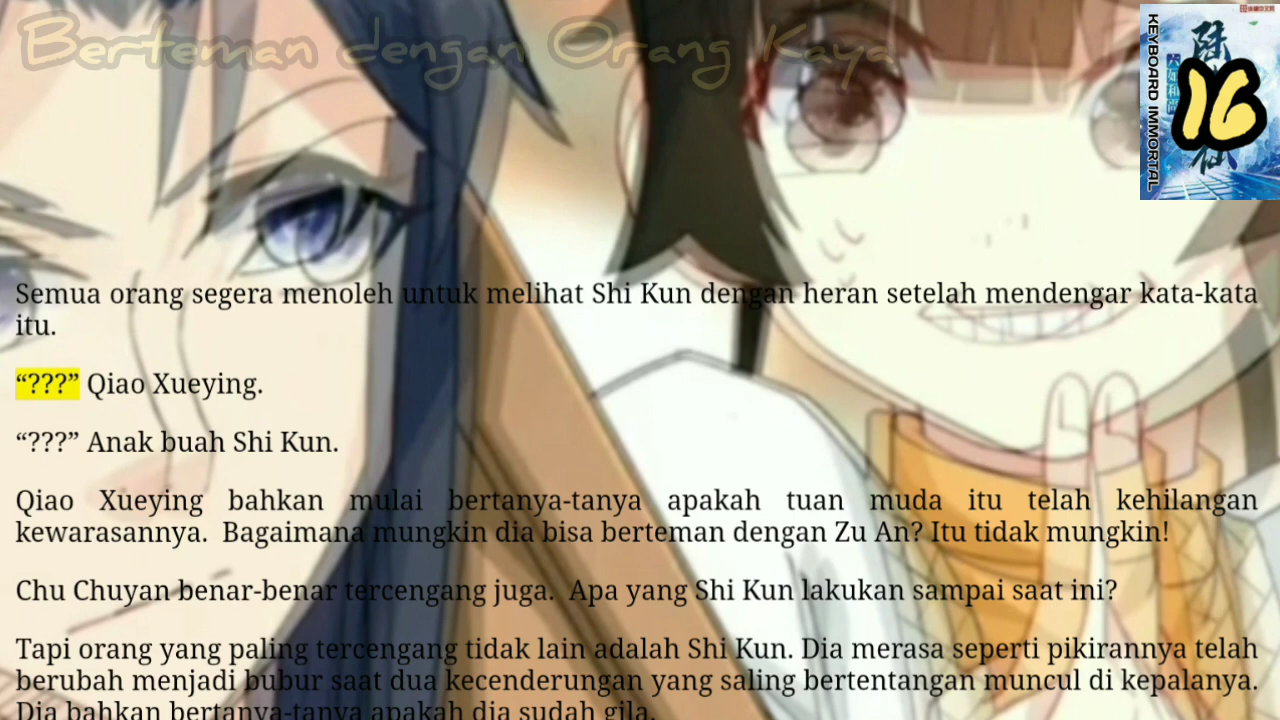 Berteman dengan Orang Kaya
KEYBOARD IMMORTAL
16
Semua orang segera menoleh untuk melihat Shi Kun dengan heran setelah mendengar kata-kata
itu.
“???” Qiao Xueying.
“???” Anak buah Shi Kun.
Qiao Xueying bahkan mulai bertanya-tanya apakah tuan muda itu telah kehilangan
kewarasannya.  Bagaimana mungkin dia bisa berteman dengan Zu An? Itu tidak mungkin!
Chu Chuyan benar-benar tercengang juga.  Apa yang Shi Kun lakukan sampai saat ini?
Tapi orang yang paling tercengang tidak lain adalah Shi Kun. Dia merasa seperti pikirannya telah
berubah menjadi bubur saat dua kecenderungan yang saling bertentangan muncul di kepalanya.
Dia bahkan bertanya-tanya apakah dia sudah gila.